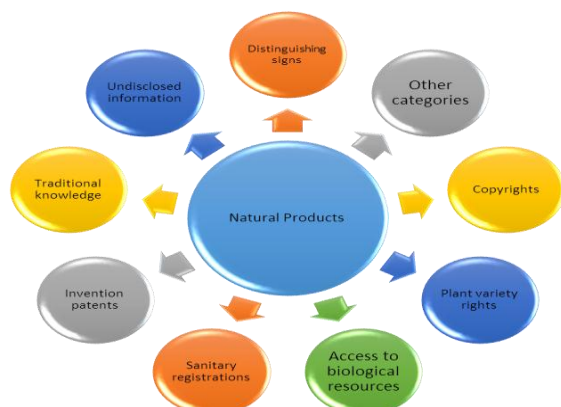 Distinguishing
signs
Other
categories
Copyrights
Plant variety
rights
Access to
biological
resources
Sanitary
registrations
Invention
patents
Traditional
knowledge
Undisclosed
information
Natural Products